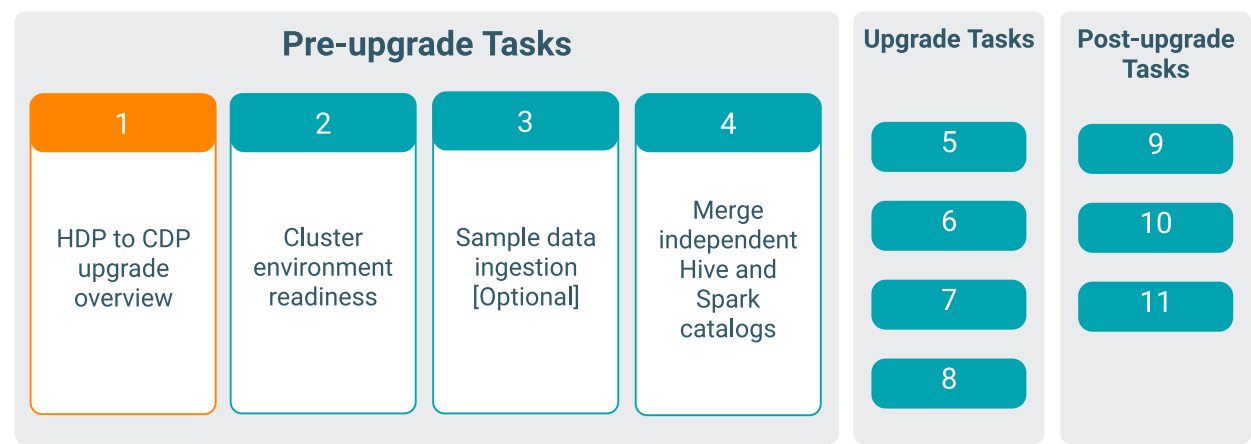 Pre-upgrade Tasks
1
HDP to CDP
upgrade
overview
2
Cluster
environment
readiness
3
Sample data
ingestion
[Optional]
4
Merge
independent
Hive and
Spark
catalogs
Upgrade Tasks
5
6
7
8
Post-upgrade
Tasks
9
10
11